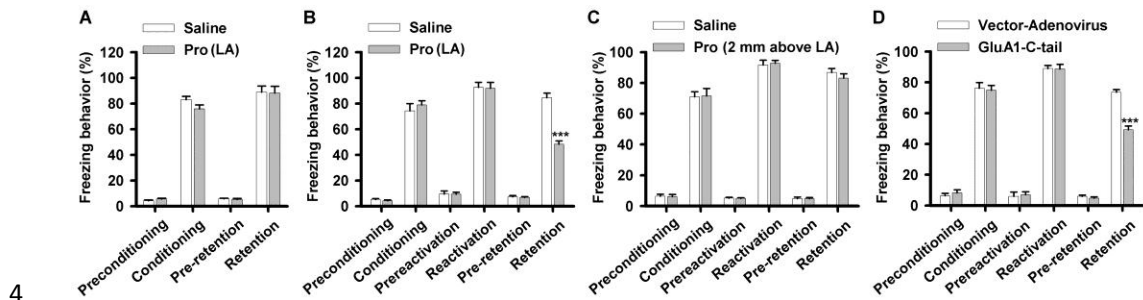 A
Saline
Pro (LA)
Freezing behavior (%)
120
100
80
60
40
20
0
Preconditioning
Conditioning
Pre-retention
Retention
B
Saline
Pro (LA)
Freezing behavior (%)
120
100
80
60
40
20
0
***
Preconditioning
Conditioning
Prereactivation
Reactivation
Pre-retention
Retention
C
Saline
Pro (2 mm above LA)
Freezing behavior (%)
100
80
60
40
20
0
Preconditioning
Conditioning
Prereactivation
Reactivation
Pre-retention
Retention
D
Vector-Adenovirus
GluA1-C-tail
Freezing behavior (%)
100
80
60
40
20
0
***
Preconditioning
Conditioning
Prereactivation
Reactivation
Pre-retention
Retention
4